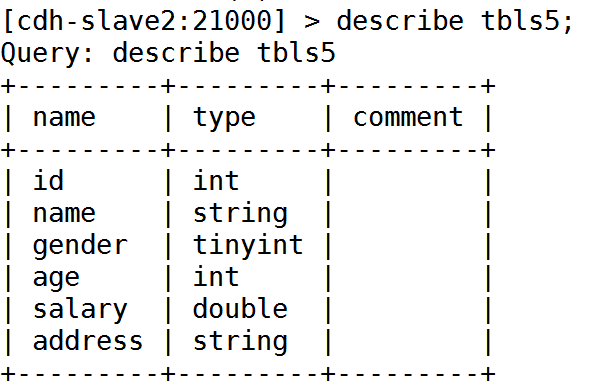 [cdh-slave2:21000] > describe tbls5;
Query: describe tbls5
+---------+---------+---------+
| name    | type    | comment |
+---------+---------+---------+
| id      | int     |         |
| name    | string  |         |
| gender  | tinyint |         |
| age     | int     |         |
| salary  | double  |         |
| address | string  |         |
+---------+---------+---------+